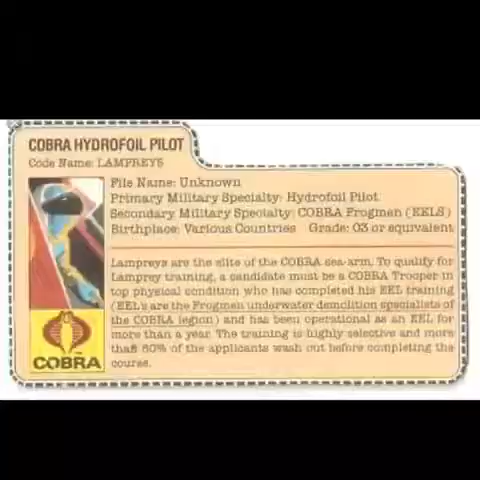 COBRA HYDROFOIL PILOT
Code Name: LAMPREYS
File Name: Unknown
Primary Military Specialty: Hydrofoil Pilot
Secondary Military Specialty: COBRA Frogmen (EELS)
Birthplace: Various Countries Grade: O3 or equivalent
Lampreys are the elite of the COBRA sea-arm. To qualify for
Lamprey training, a candidate must be a COBRA Trooper in
top physical condition who has completed his EEL training
(EELs are the Frogmen underwater demolition specialists of
the COBRA legion) and has been operational as an EEL for
more than a year. The training is highly selective and more
than 60% of the applicants wash out before completing the
course.
COBRA